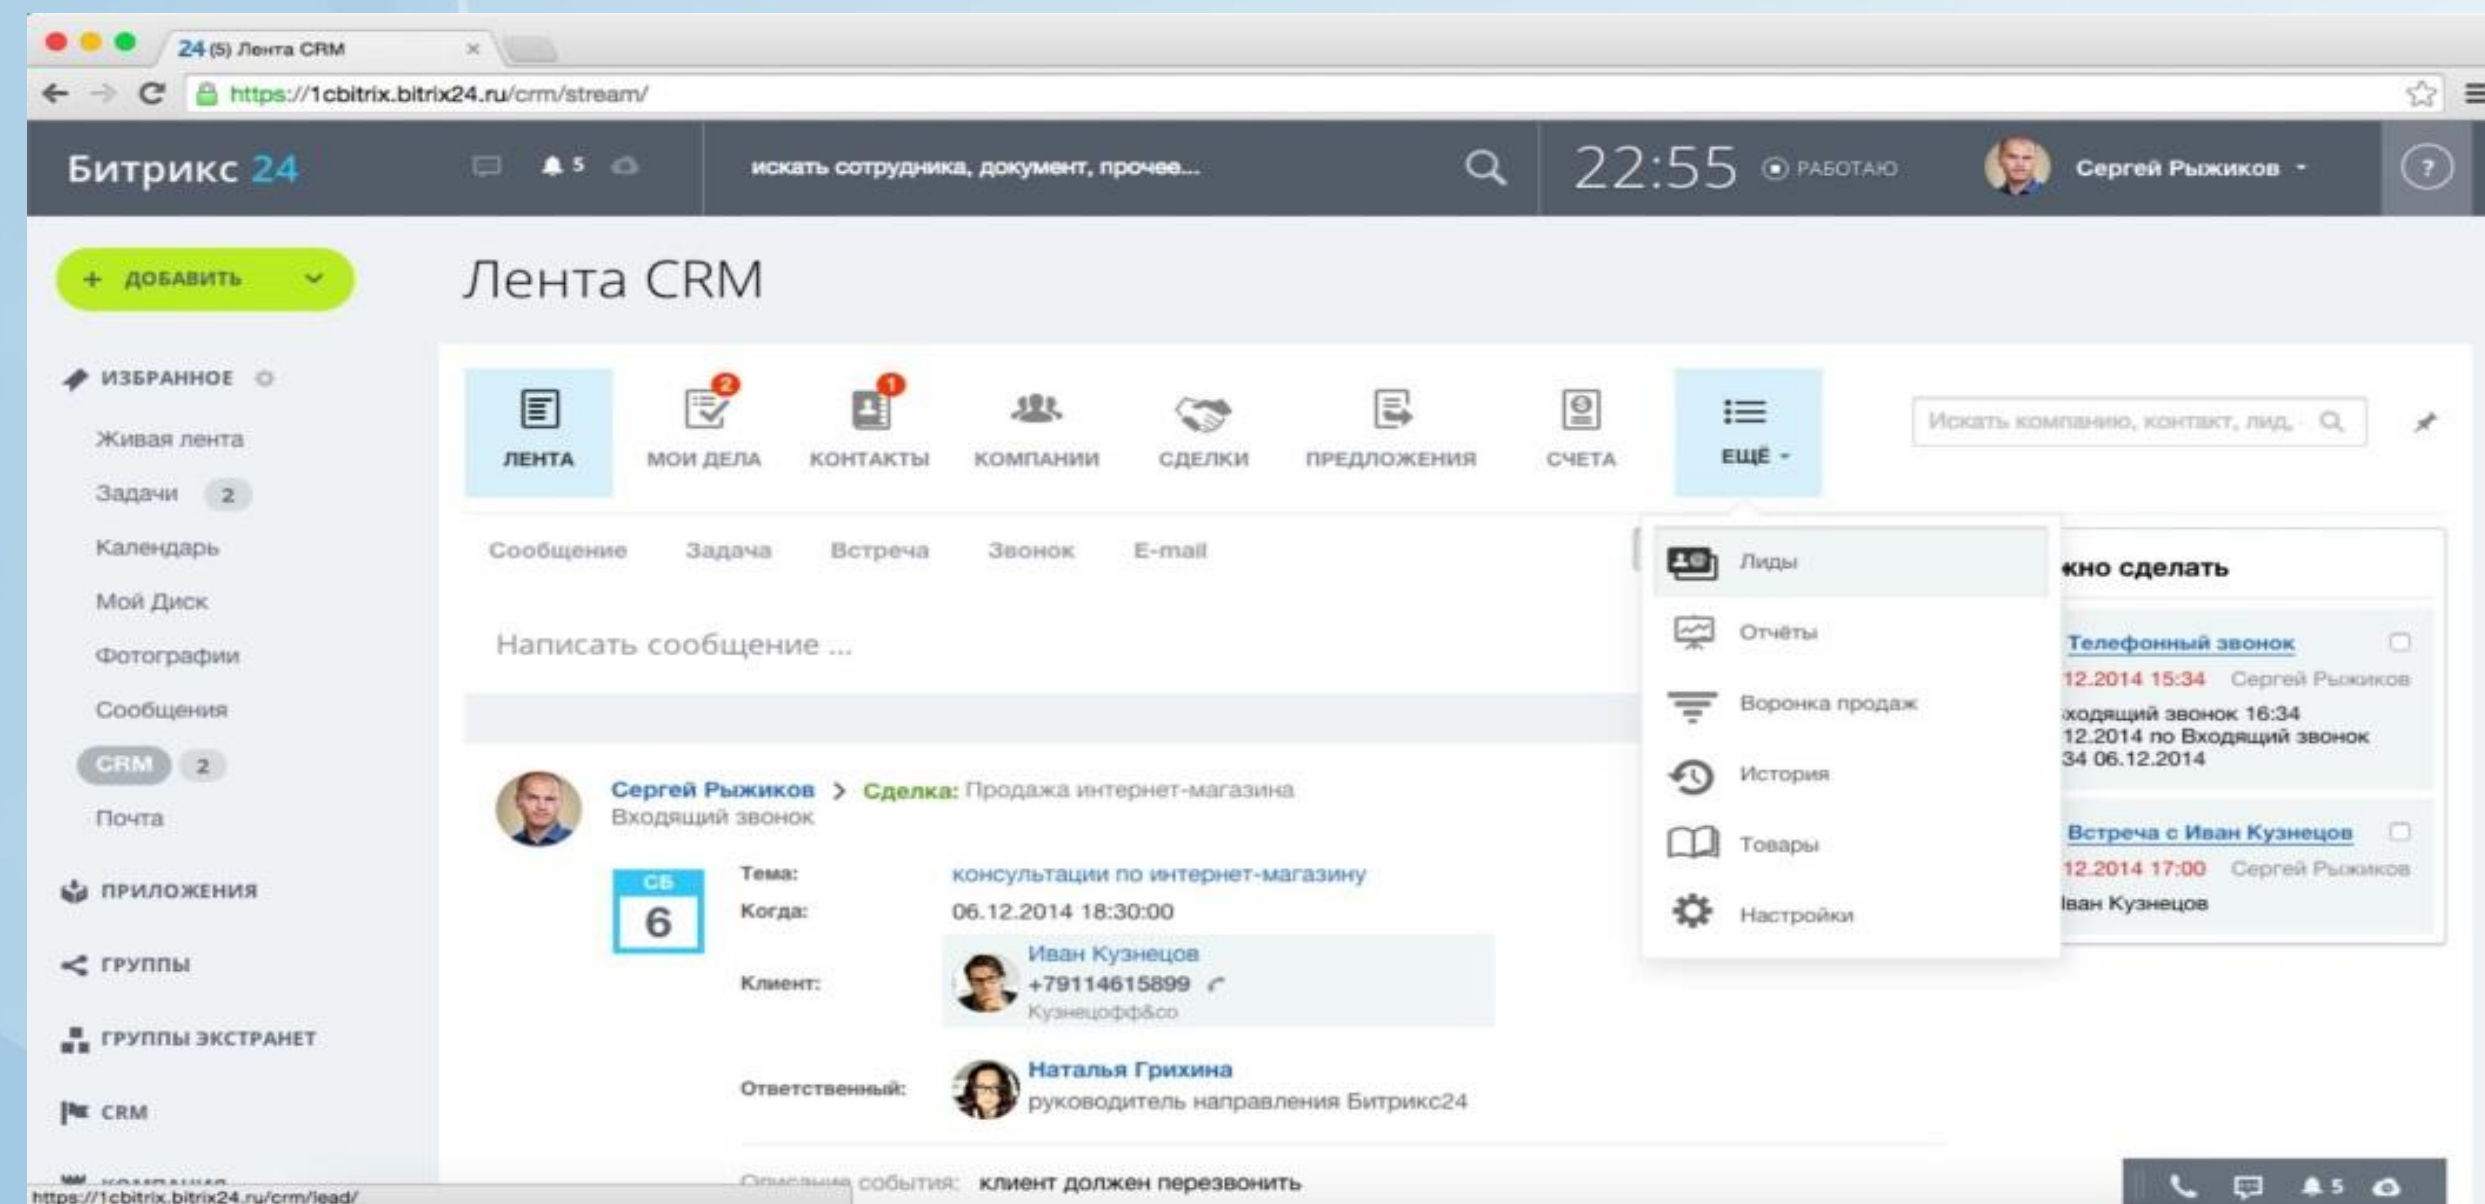 24 (5) Лента CRM
https://1cbitrix.bitrix24.ru/crm/stream/
Битрикс 24
5
искать сотрудника, документ, прочее...
22:55
РАБОТАЮ
Сергей Рыжиков
?
+ ДОБАВИТЬ
Лента CRM
ИЗБРАННОЕ
Живая лента
Задачи 2
Календарь
Мой Диск
Фотографии
Сообщения
CRM 2
Почта
ПРИЛОЖЕНИЯ
ГРУППЫ
ГРУППЫ ЭКСТРАНЕТ
CRM
https://1cbitrix.bitrix24.ru/crm/lead/
ЛЕНТА
2
МОИ ДЕЛА
1
КОНТАКТЫ
КОМПАНИИ
СДЕЛКИ
ПРЕДЛОЖЕНИЯ
СЧЕТА
ЕЩЁ
Искать компанию, контакт, лид,
Сообщение Задача Встреча Звонок E-mail
Написать сообщение ...
Сергей Рыжиков > Сделка: Продажа интернет-магазина
Входящий звонок
СБ
6
Тема: консультации по интернет-магазину
Когда: 06.12.2014 18:30:00
Клиент:
Иван Кузнецов
+79114615899
Кузнецофф&co
Ответственный:
Наталья Грихина
руководитель направления Битрикс24
Описание события: клиент должен перезвонить
Лиды
Отчёты
Воронка продаж
История
Товары
Настройки
жно сделать
Телефонный звонок
12.2014 15:34 Сергей Рыжиков
ходящий звонок 16:34
12.2014 по Входящий звонок
34 06.12.2014
Встреча с Иван Кузнецов
12.2014 17:00 Сергей Рыжиков
Иван Кузнецов
5